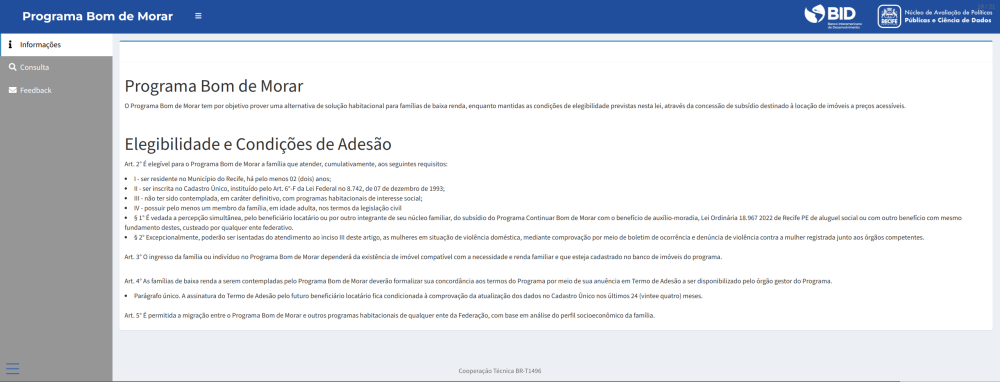 Programa Bom de Morar
BID
Banco Interamericano
de Desenvolvimento
RECIFE
Núcleo de Avaliação de Políticas
Públicas e Ciência de Dados
Informações
Consulta
Feedback
Programa Bom de Morar
O Programa Bom de Morar tem por objetivo prover uma alternativa de solução habitacional para famílias de baixa renda, enquanto mantidas as condições de elegibilidade previstas nesta lei, através da concessão de subsídio destinado à locação de imóveis a preços acessíveis.
Elegibilidade e Condições de Adesão
Art. 2° É elegível para o Programa Bom de Morar a família que atender, cumulativamente, aos seguintes requisitos:
• I - ser residente no Município do Recife, há pelo menos 02 (dois) anos;
• II - ser inscrita no Cadastro Único, instituído pelo Art. 6°-F da Lei Federal no 8.742, de 07 de dezembro de 1993;
• III - não ter sido contemplada, em caráter definitivo, com programas habitacionais de interesse social;
• IV - possuir pelo menos um membro da família, em idade adulta, nos termos da legislação civil
• § 1° É vedada a percepção simultânea, pelo beneficiário locatário ou por outro integrante de seu núcleo familiar, do subsídio do Programa Continuar Bom de Morar com o benefício de auxílio-moradia, Lei Ordinária 18.967 2022 de Recife PE de aluguel social ou com outro benefício com mesmo
fundamento destes, custeado por qualquer ente federativo.
• § 2° Excepcionalmente, poderão ser isentadas do atendimento ao inciso III deste artigo, as mulheres em situação de violência doméstica, mediante comprovação por meio de boletim de ocorrência e denúncia de violência contra a mulher registrada junto aos órgãos competentes.
Art. 3° O ingresso da família ou indivíduo no Programa Bom de Morar dependerá da existência de imóvel compatível com a necessidade e renda familiar e que esteja cadastrado no banco de imóveis do programa.
Art. 4° As famílias de baixa renda a serem contempladas pelo Programa Bom de Morar deverão formalizar sua concordância aos termos do Programa por meio de sua anuência em Termo de Adesão a ser disponibilizado pelo órgão gestor do Programa.
• Parágrafo único. A assinatura do Termo de Adesão pelo futuro beneficiário locatário fica condicionada à comprovação da atualização dos dados no Cadastro Único nos últimos 24 (vinte e quatro) meses.
Art. 5° É permitida a migração entre o Programa Bom de Morar e outros programas habitacionais de qualquer ente da Federação, com base em análise do perfil socioeconômico da família.
Cooperação Técnica BR-T1496